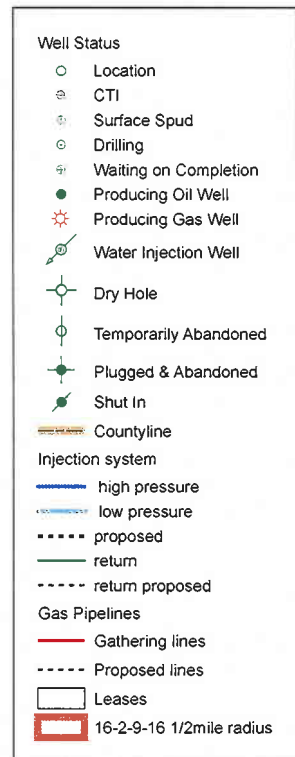 Well Status
Location
CTI
Surface Spud
Drilling
Waiting on Completion
Producing Oil Well
Producing Gas Well
Water Injection Well
Dry Hole
Temporarily Abandoned
Plugged & Abandoned
Shut In
Countyline
Injection system
high pressure
low pressure
proposed
return
return proposed
Gas Pipelines
Gathering lines
Proposed lines
Leases
16-2-9-16 1/2mile radius